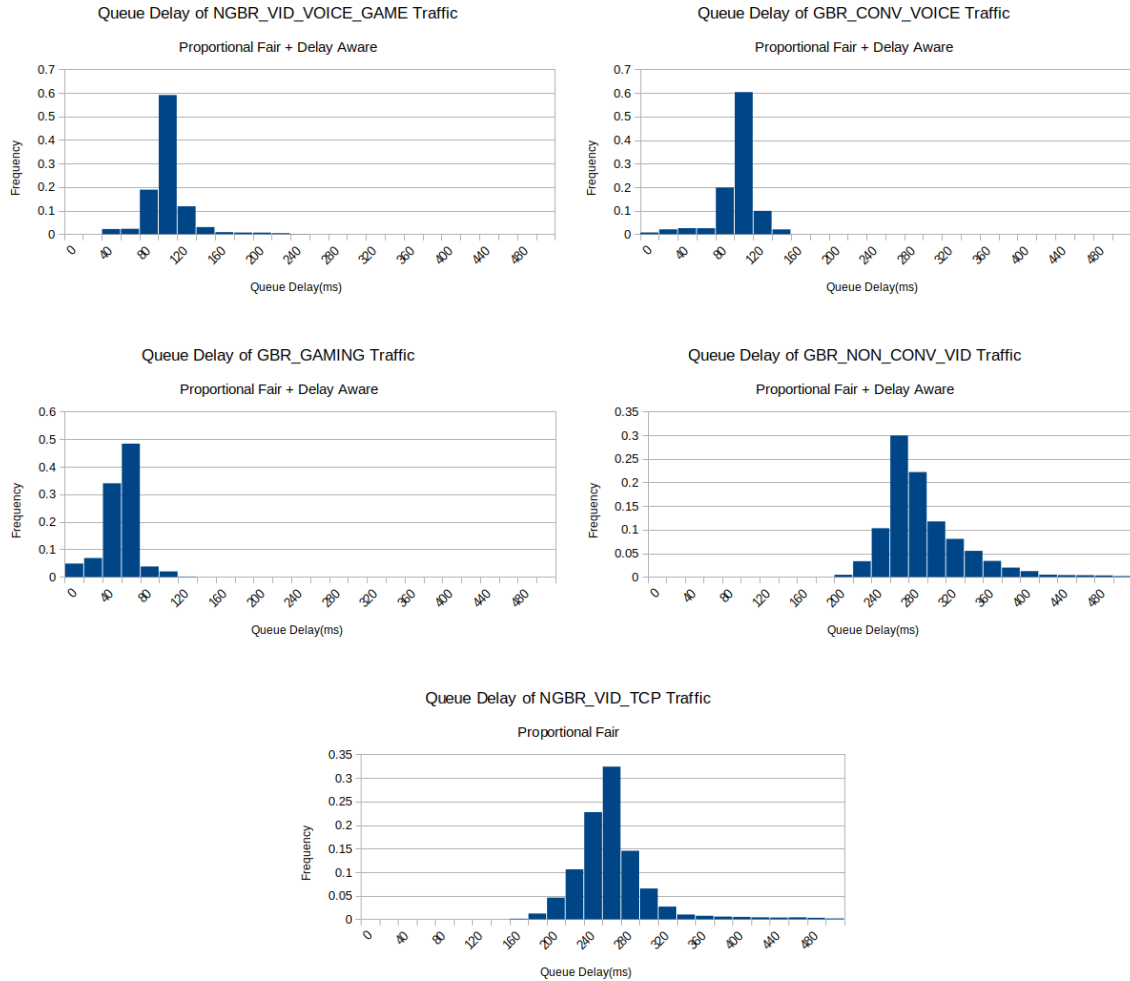 Queue Delay of NGBR_VID_VOICE_GAME Traffic
Proportional Fair + Delay Aware
0.7
0.6
0.5
0.4
0.3
0.2
0.1
0
Frequency
0 40 80 120 160 200 240 280 320 360 400 440 480
Queue Delay(ms)
Queue Delay of GBR_CONV_VOICE Traffic
Proportional Fair + Delay Aware
0.7
0.6
0.5
0.4
0.3
0.2
0.1
0
Frequency
0 40 80 120 160 200 240 280 320 360 400 440 480
Queue Delay(ms)
Queue Delay of GBR_GAMING Traffic
Proportional Fair + Delay Aware
0.6
0.5
0.4
0.3
0.2
0.1
0
Frequency
0 40 80 120 160 200 240 280 320 360 400 440 480
Queue Delay(ms)
Queue Delay of GBR_NON_CONV_VID Traffic
Proportional Fair + Delay Aware
0.35
0.3
0.25
0.2
0.15
0.1
0.05
0
Frequency
0 40 80 120 160 200 240 280 320 360 400 440 480
Queue Delay(ms)
Queue Delay of NGBR_VID_TCP Traffic
Proportional Fair
0.35
0.3
0.25
0.2
0.15
0.1
0.05
0
Frequency
0 40 80 120 160 200 240 280 320 360 400 440 480
Queue Delay(ms)